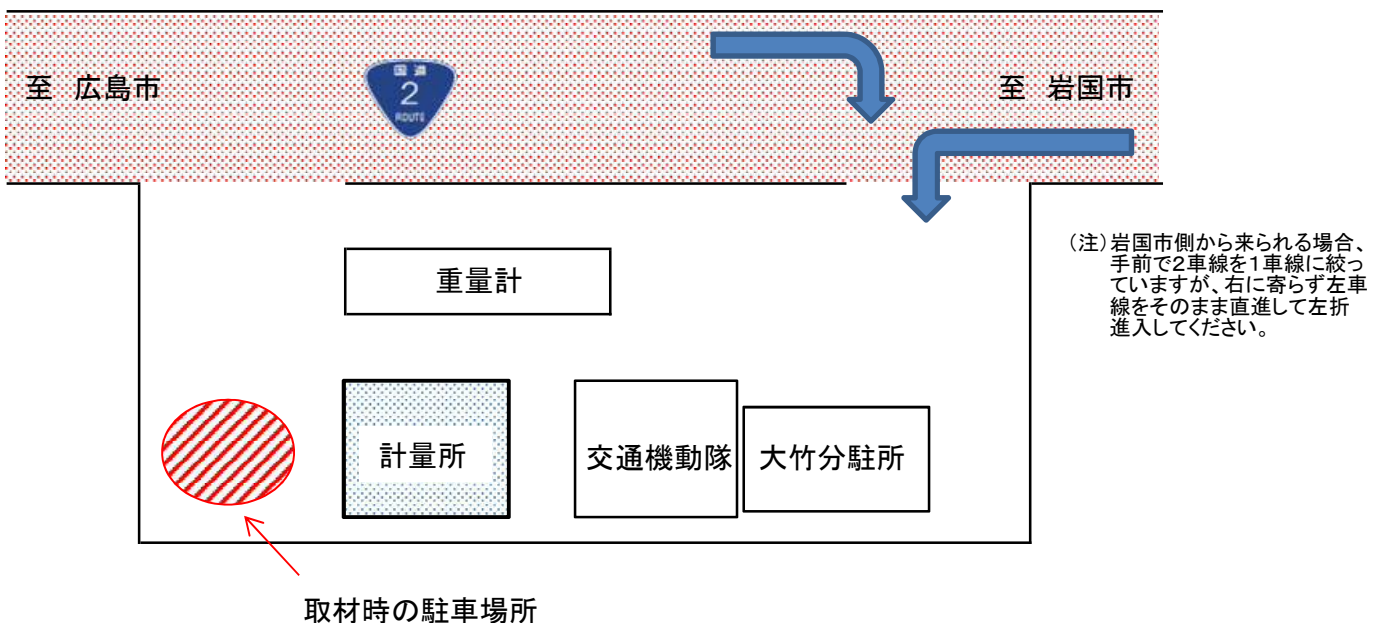 至 広島市
国道
2
ROUTE
至 岩国市
(注)岩国市側から来られる場合、
手前で2車線を1車線に絞っ
ていますが、右に寄らず左車
線をそのまま直進して左折
進入してください。
重量計
計量所
交通機動隊
大竹分駐所
取材時の駐車場所